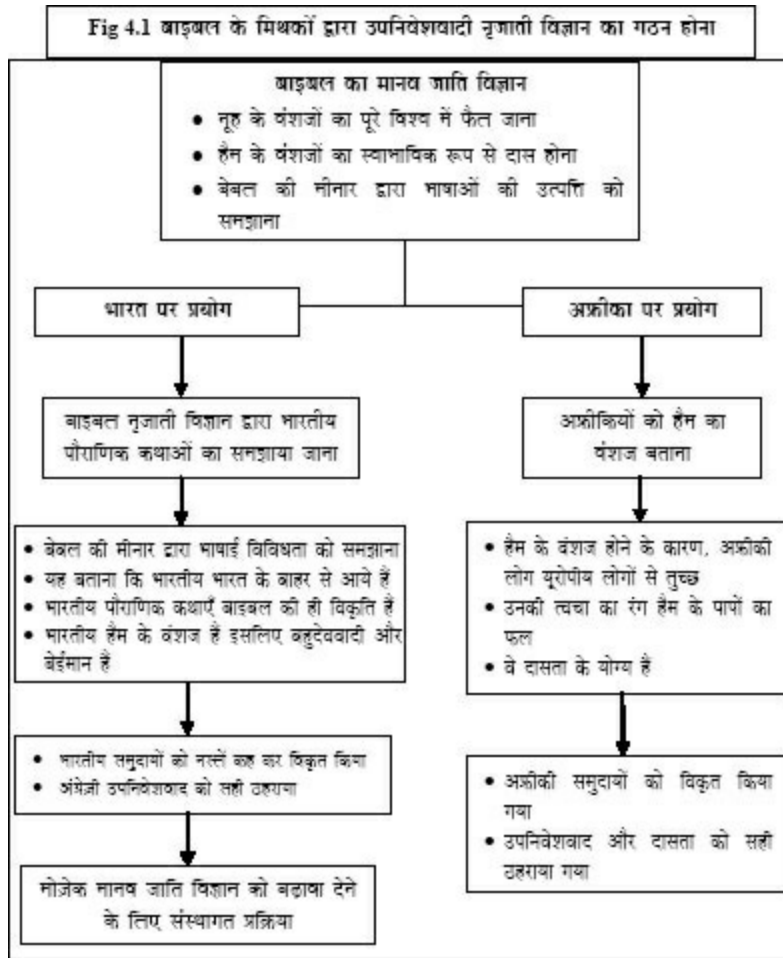 Fig 4.1 बाइबल के मिथकों द्वारा उपनिवेशवादी नृजाती विज्ञान का गठन होना
बाइबल का मानव जाति विज्ञान
• नूह के वंशजों का पूरे विश्व में फैल जाना
• हैम के वंशजों का स्वाभाविक रूप से दास होना
• बेबल की मीनार द्वारा भाषाओं की उत्पत्ति को
समझाना
भारत पर प्रयोग
बाइबल नृजाती विज्ञान द्वारा भारतीय
पौराणिक कथाओं का समझाया जाना
• बेबल की मीनार द्वारा भाषाई विविधता को समझाना
• यह बताना कि भारतीय भारत के बाहर से आये हैं
• भारतीय पौराणिक कथाएँ बाइबल की ही विकृति हैं
• भारतीय हैम के वंशज हैं इसलिए बहुदेववादी और
बेईमान हैं
• भारतीय समुदायों को नस्लें कह कर विकृत किया
• अंग्रेज़ी उपनिवेशवाद को सही ठहराया
मोज़ेक मानव जाति विज्ञान को बढ़ावा देने
के लिए संस्थागत प्रक्रिया
अफ्रीका पर प्रयोग
अफ्रीकियों को हैम का
वंशज बताना
• हैम के वंशज होने के कारण, अफ्रीकी
लोग यूरोपीय लोगों से तुच्छ
• उनकी त्वचा का रंग हैम के पापों का
फल
• वे दासता के योग्य हैं
• अफ्रीकी समुदायों को विकृत किया
गया
• उपनिवेशवाद और दासता को सही
ठहराया गया